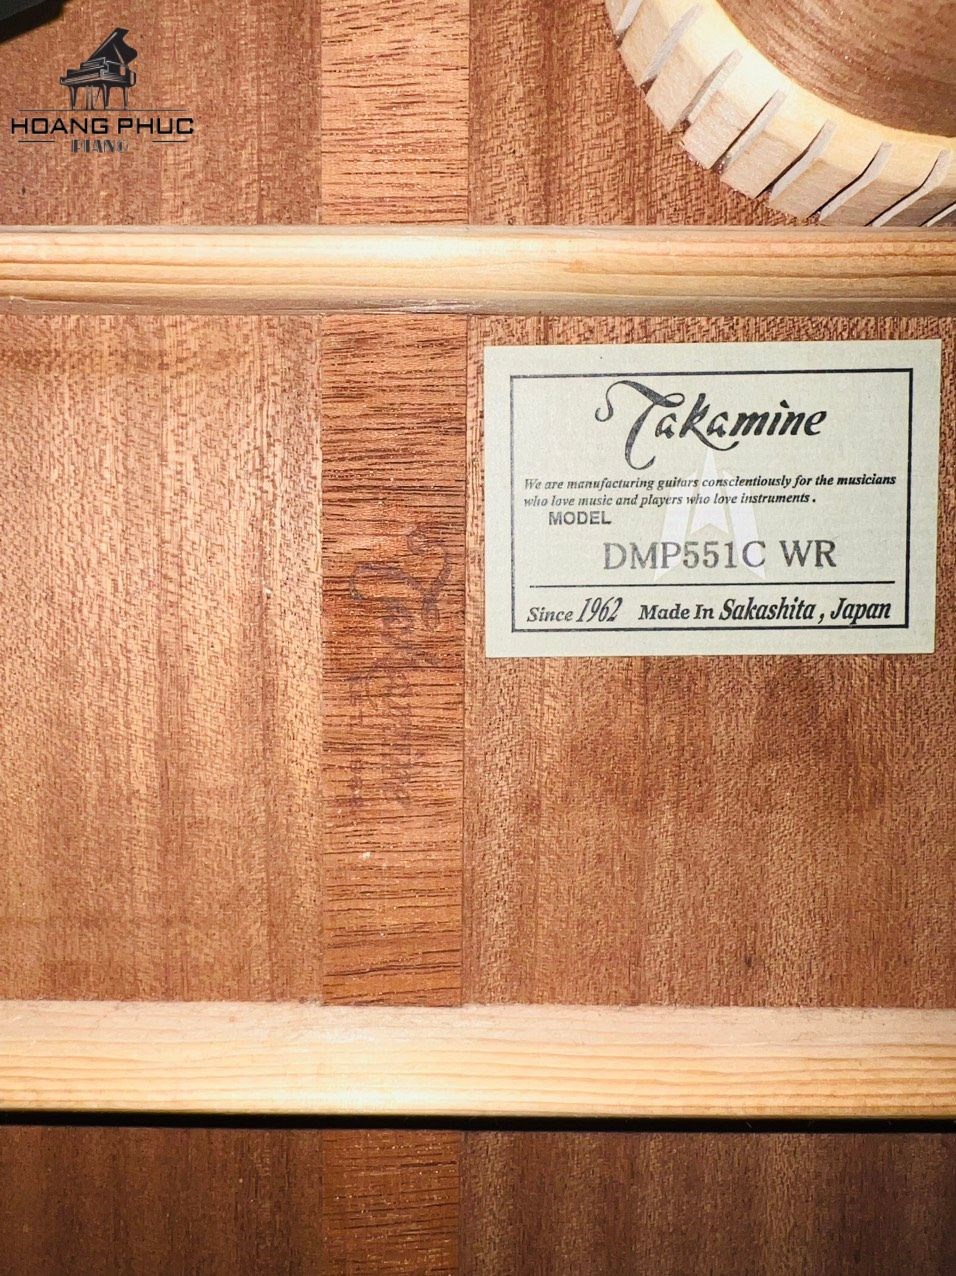 HOANG PHUC
PIANO
Takamine
We are manufacturing guitars conscientiously for the musicians
who love music and players who love instruments .
MODEL
DMP551C WR
Since 1962 Made In Sakashita , Japan